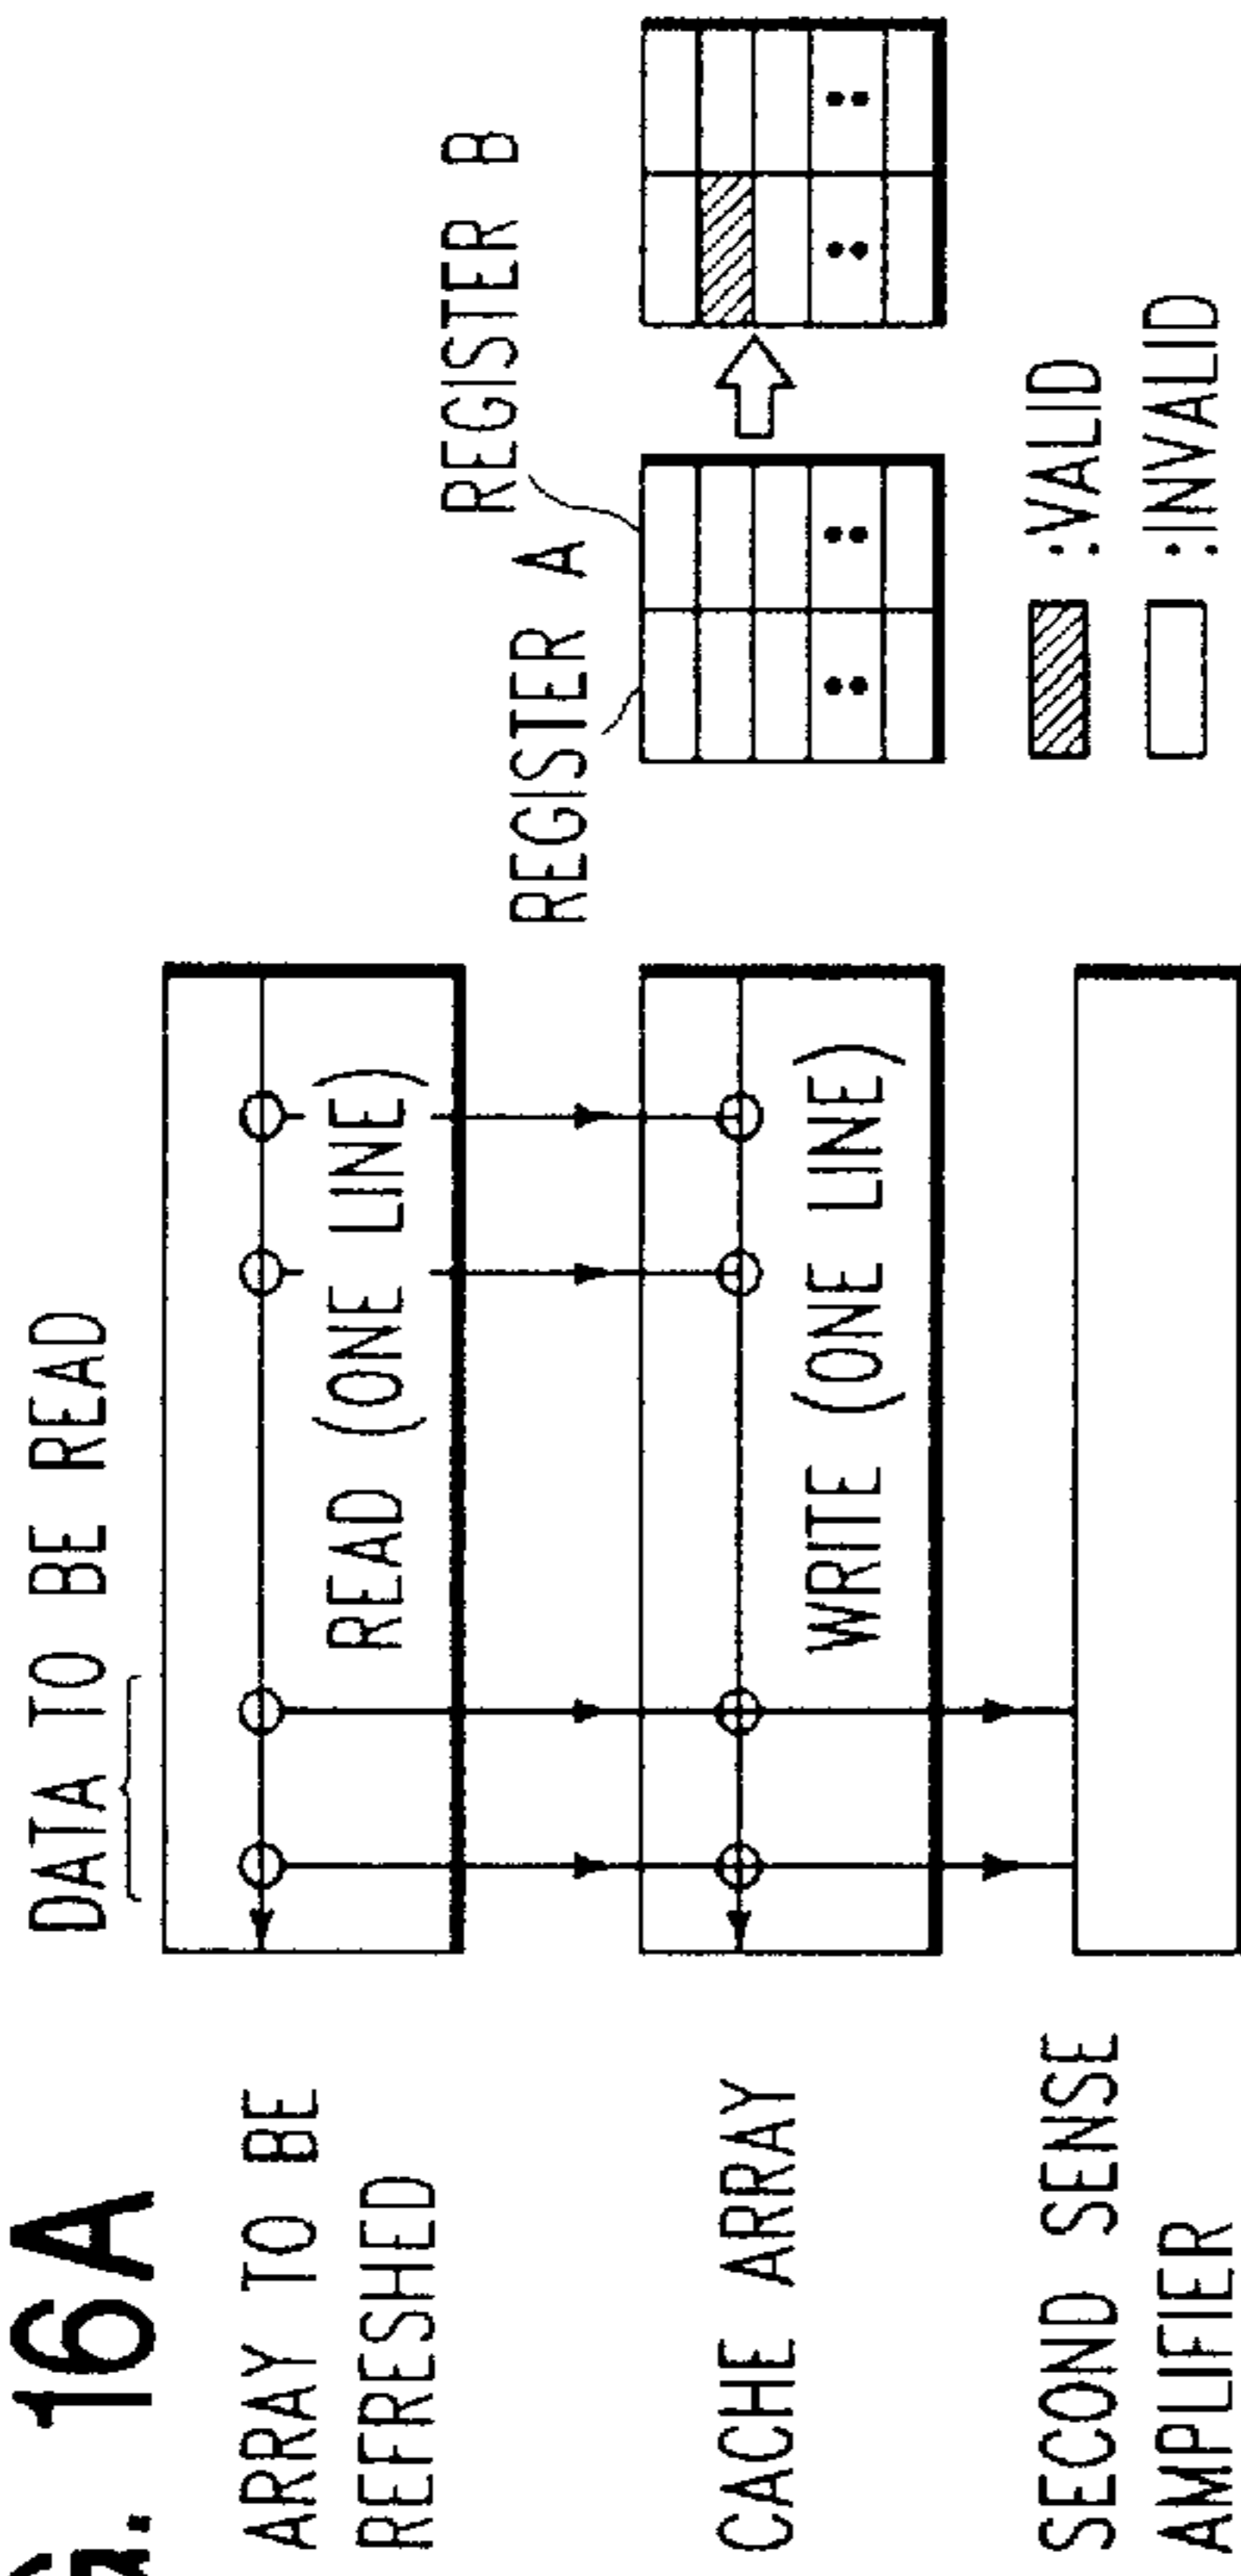 G. 16A
DATA TO BE READ
ARRAY TO BE
REFRESHED
READ (ONE LINE)
REGISTER A
REGISTER B
CACHE ARRAY
WRITE (ONE LINE)
SECOND SENSE
AMPLIFIER
:VALID
:INVALID